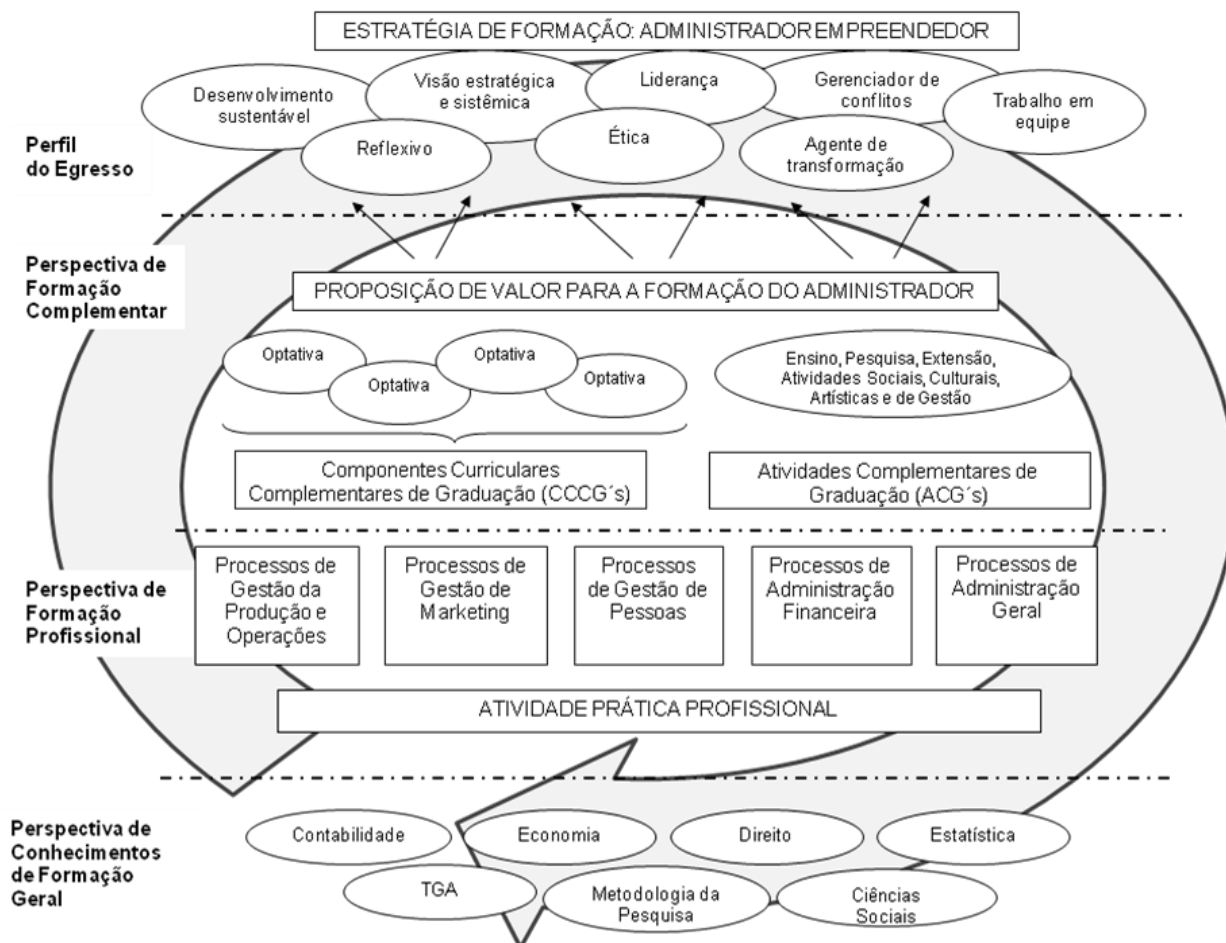 ESTRATÉGIA DE FORMAÇÃO: ADMINISTRADOR EMPREENDEDOR
Desenvolvimento
sustentável
Visão estratégica
e sistêmica
Liderança
Gerenciador de
conflitos
Trabalho em
equipe
Reflexivo
Ética
Agente de
transformação
Perfil
do Egresso
Perspectiva de
Formação
Complementar
PROPOSIÇÃO DE VALOR PARA A FORMAÇÃO DO ADMINISTRADOR
Optativa
Optativa
Optativa
Optativa
Ensino, Pesquisa, Extensão,
Atividades Sociais, Culturais,
Artísticas e de Gestão
Componentes Curriculares
Complementares de Graduação (CCCG´s)
Atividades Complementares de
Graduação (ACG´s)
Perspectiva de
Formação
Profissional
Processos de
Gestão da
Produção e
Operações
Processos de
Gestão de
Marketing
Processos
de Gestão de
Pessoas
Processos de
Administração
Financeira
Processos de
Administração
Geral
ATIVIDADE PRÁTICA PROFISSIONAL
Perspectiva de
Conhecimentos
de Formação
Geral
Contabilidade
Economia
Direito
Estatística
TGA
Metodologia da
Pesquisa
Ciências
Sociais